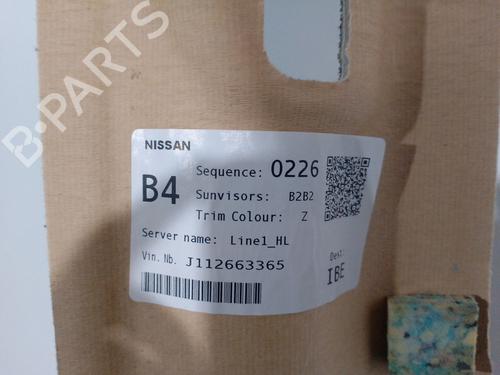 B-PARTS
NISSAN
B4
Sequence: 0226
Sunvisors: B2B2
Trim Colour: Z
Server name: Line1_HL
Vin. Nb. J112663365
Dest:
IBE